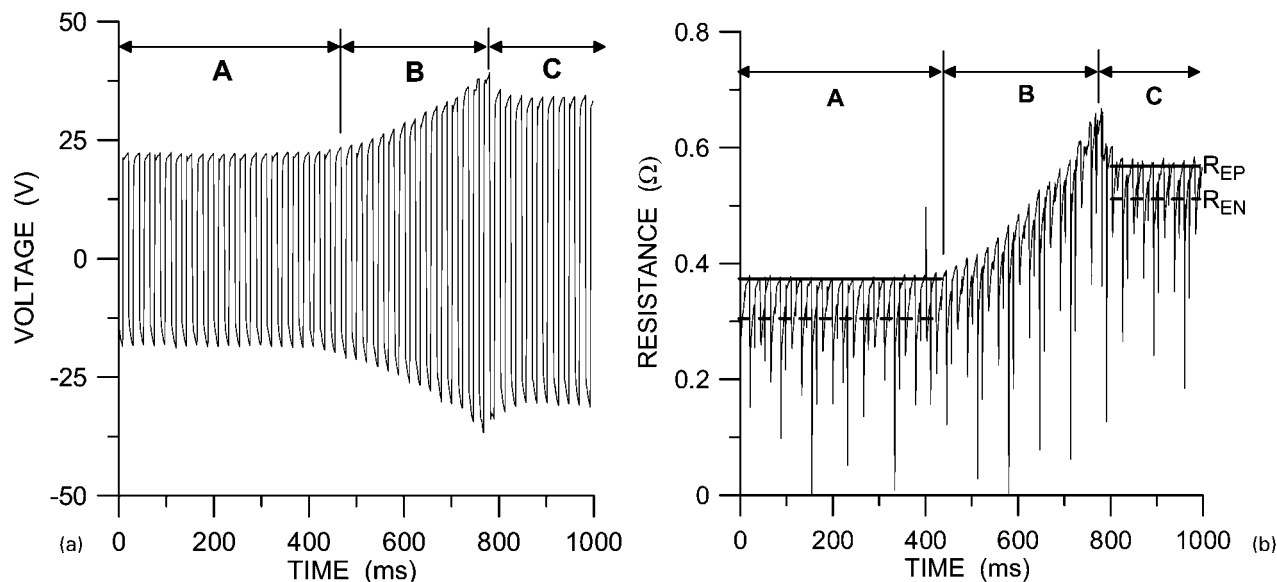 50
25
0
-25
-50
VOLTAGE (V)
A
B
C
0
200
400
600
800
1000
TIME (ms)
(a)
0.8
0.6
0.4
0.2
0
RESISTANCE (Ω)
A
B
C
R_EP
R_EN
0
200
400
600
800
1000
TIME (ms)
(b)